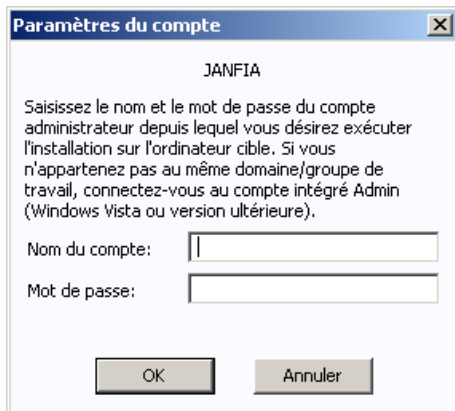 Paramètres du compte
JANFIA
Saisissez le nom et le mot de passe du compte
administrateur depuis lequel vous désirez exécuter
l'installation sur l'ordinateur cible. Si vous
n'appartenez pas au même domaine/groupe de
travail, connectez-vous au compte intégré Admin
(Windows Vista ou version ultérieure).
Nom du compte:
Mot de passe:
OK Annuler